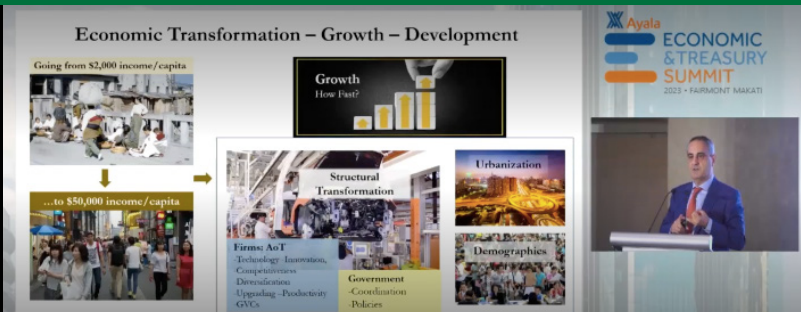 Economic Transformation – Growth – Development
Going from $2,000 income/capita
...to $50,000 income/capita
Growth
How Fast?
Structural
Transformation
Firms: AoT
-Technology -Innovation,
Competitiveness
-Diversification
-Upgrading -Productivity
-GVCs
Government
-Coordination
-Policies
Urbanization
Demographics
Ayala
ECONOMIC
& TREASURY
SUMMIT
2023 • FAIRMONT MAKATI